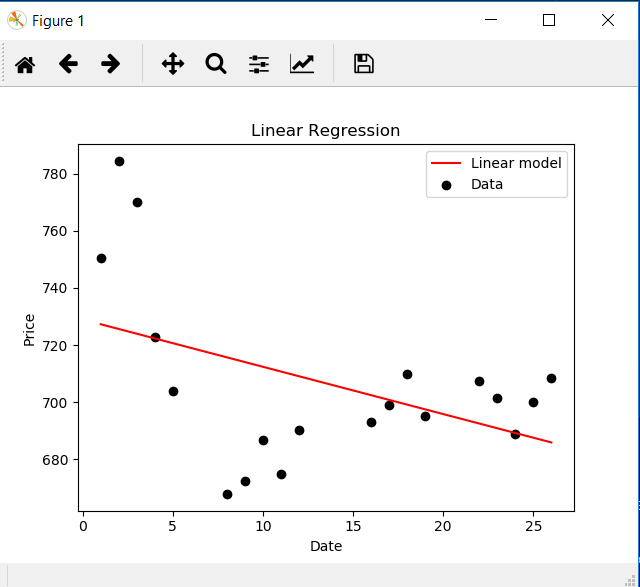 Figure 1
Linear Regression
Linear model
Data
Price
780
760
740
720
700
680
0 5 10 15 20 25
Date